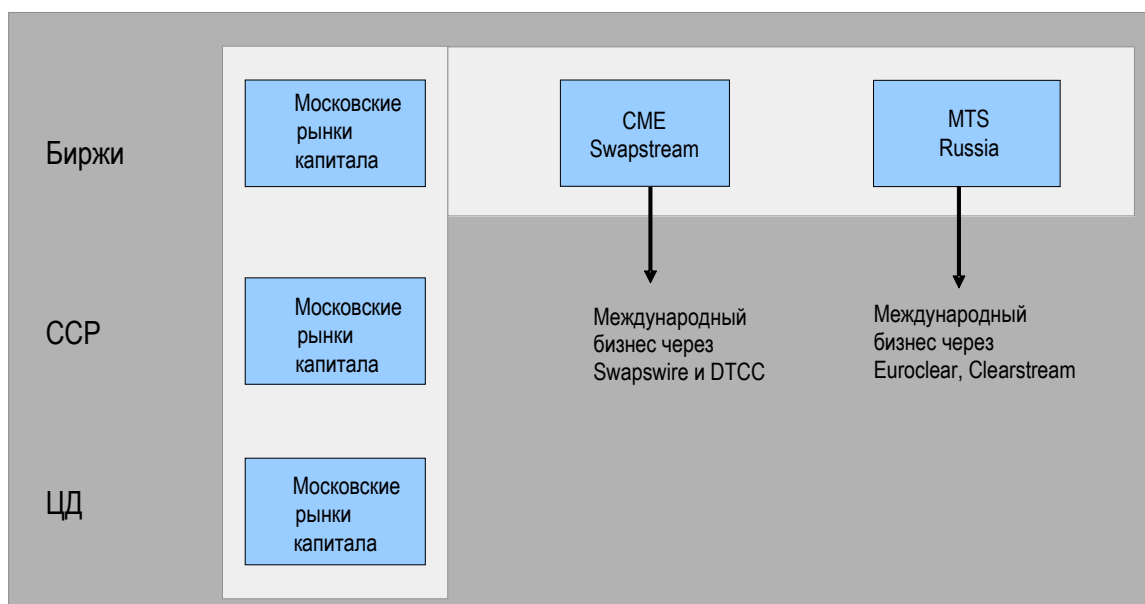 Биржи
Московские
рынки
капитала
CME
Swapstream
MTS
Russia
ССР
Московские
рынки
капитала
Международный
бизнес через
Swapswire и DTCC
Международный
бизнес через
Euroclear, Clearstream
ЦД
Московские
рынки
капитала